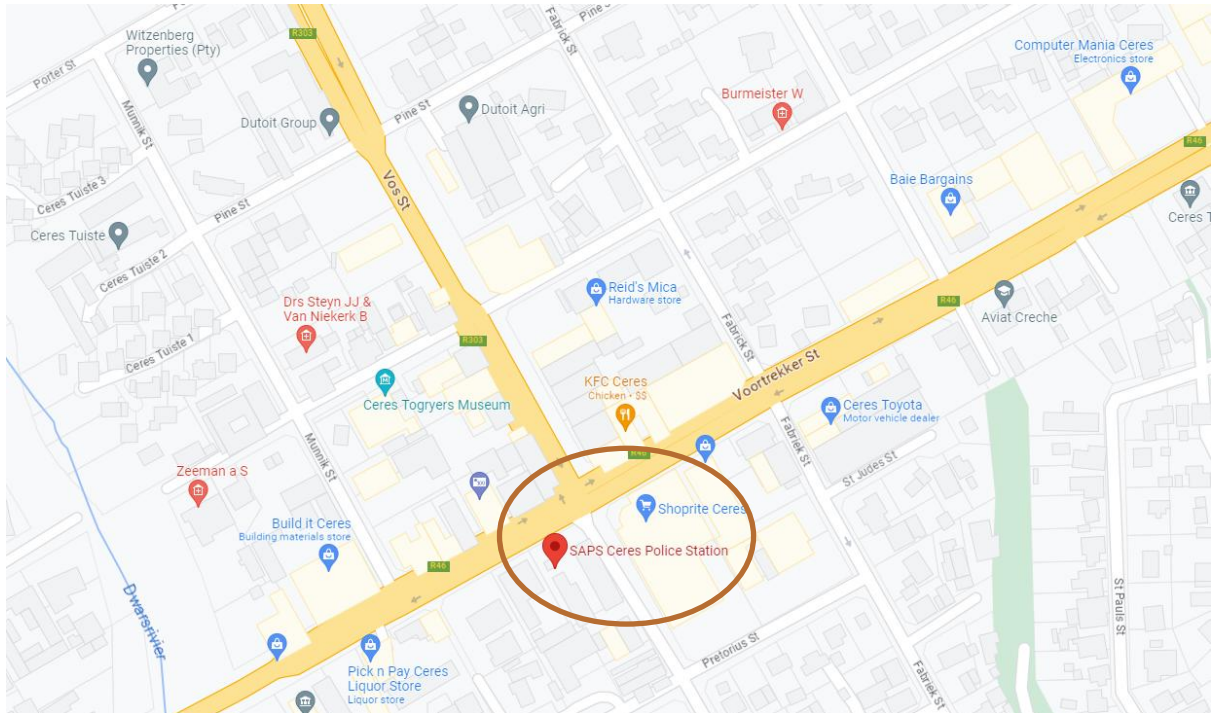 Witzenberg
Properties (Pty)
Porter St
R303
Fabrick St
Pine St
Computer Mania Ceres
Electronics store
Munnik St
Dutoit Group
Dutoit Agri
Burmeister W
Pine St
R46
Vos St
Ceres Tuiste 3
Baie Bargains
Pine St
Ceres T
Ceres Tuiste
Ceres Tuiste 2
Drs Steyn JJ &
Van Niekerk B
Reid's Mica
Hardware store
R46
Aviat Creche
Fabrick St
Ceres Tuiste 1
R303
Voortrekker St
KFC Ceres
Chicken • $$
Ceres Togryers Museum
Ceres Toyota
Motor vehicle dealer
Fabriek St
Munnik St
R46
Zeeman a S
St Judes St
Shoprite Ceres
Build it Ceres
Building materials store
SAPS Ceres Police Station
R46
Dwarsrivier
St Pauls St
Pretorius St
Pick n Pay Ceres
Liquor Store
Liquor store
Fabriek St